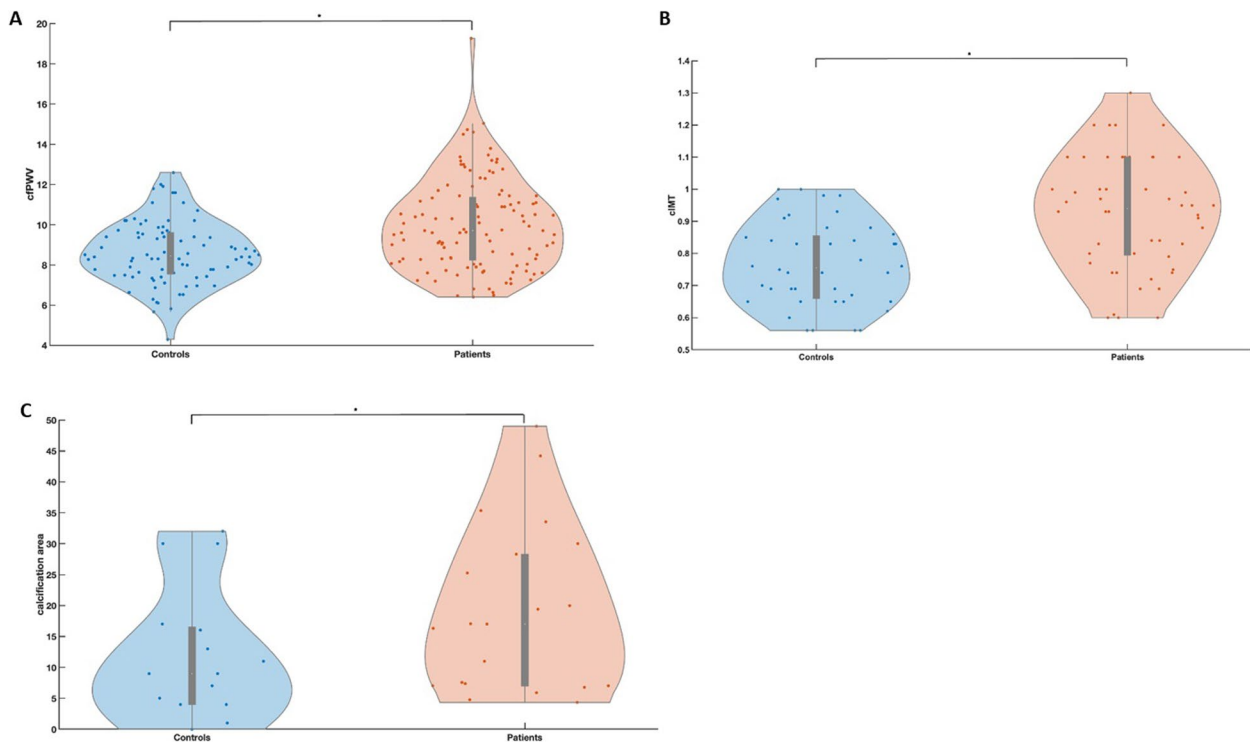 A
*
20
18
16
14
12
10
8
6
4
cfPWV
Controls
Patients
B
*
1.4
1.3
1.2
1.1
1
0.9
0.8
0.7
0.6
0.5
cIMT
Controls
Patients
C
*
50
45
40
35
30
25
20
15
10
5
0
calcification area
Controls
Patients